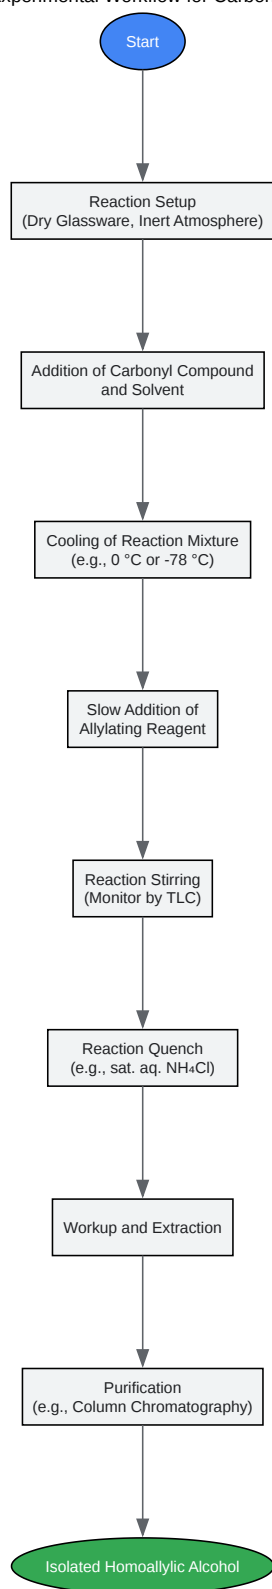 Experimental Workflow for Carbon
Start
Reaction Setup
(Dry Glassware, Inert Atmosphere)
Addition of Carbonyl Compound
and Solvent
Cooling of Reaction Mixture
(e.g., 0 °C or -78 °C)
Slow Addition of
Allylating Reagent
Reaction Stirring
(Monitor by TLC)
Reaction Quench
(e.g., sat. aq. NH₄Cl)
Workup and Extraction
Purification
(e.g., Column Chromatography)
Isolated Homoallylic Alcohol